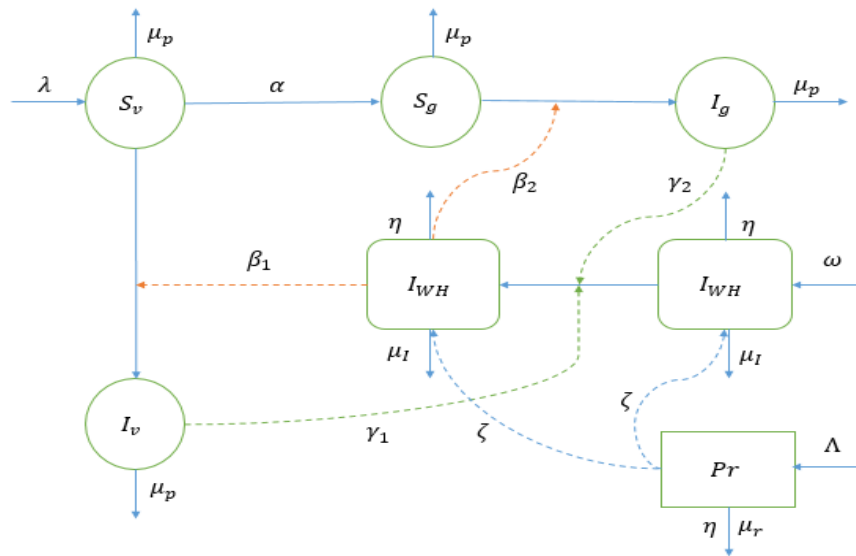 μ_p
μ_p
λ
S_v
α
S_g
I_g
μ_p
β_2
γ_2
η
η
β_1
I_WH
I_WH
ω
μ_I
μ_I
I_v
γ_1
ζ
ζ
Pr
Λ
μ_p
η μ_r